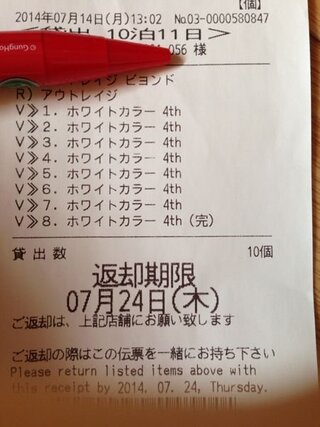 【個】
2014年07月14日(月)13:02 №03-0000580847
<貸出 10泊11日>
056 様
トレイジ ビヨンド
R) アウトレイジ
V≫1. ホワイトカラー 4th
V≫2. ホワイトカラー 4th
V≫3. ホワイトカラー 4th
V≫4. ホワイトカラー 4th
V≫5. ホワイトカラー 4th
V≫6. ホワイトカラー 4th
V≫7. ホワイトカラー 4th
V≫8. ホワイトカラー 4th(完)
貸出数 10個
返却期限
07月24日(木)
ご返却は、上記店舗にお願い致します
ご返却の際はこの伝票を一緒にお持ち下さい
Please return listed items above with
this receipt by 2014. 07. 24, Thursday.